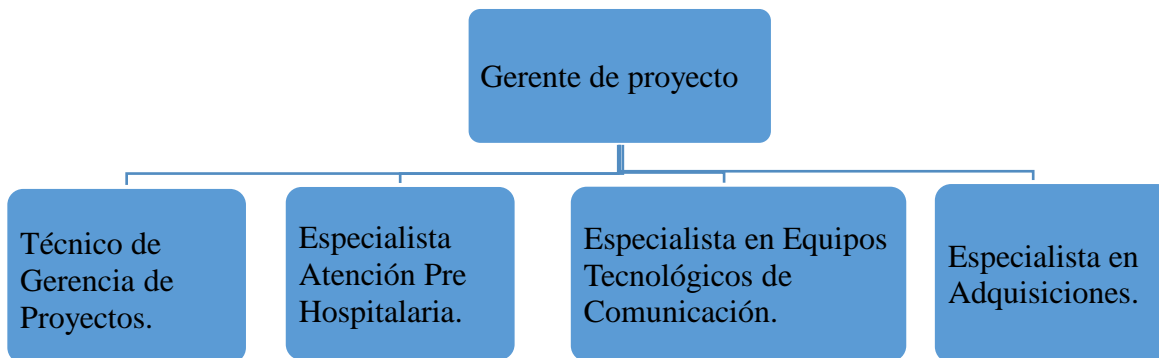 Gerente de proyecto
Técnico de
Gerencia de
Proyectos.
Especialista
Atención Pre
Hospitalaria.
Especialista en Equipos
Tecnológicos de
Comunicación.
Especialista en
Adquisiciones.